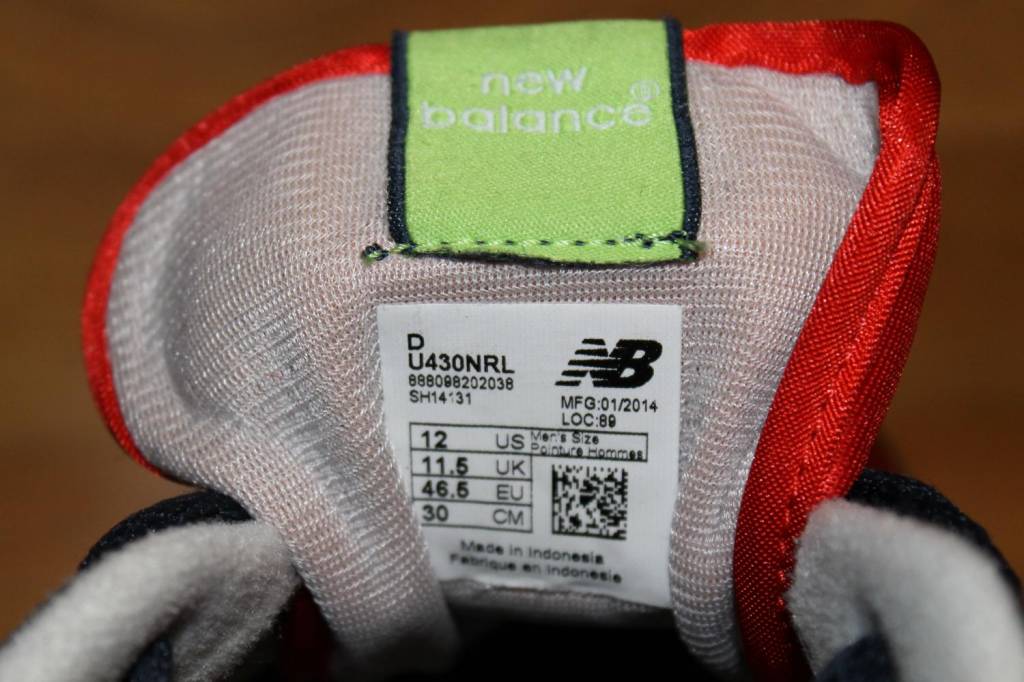 new
balance®
D
U430NRL
888098202038
SH14131
NB
MFG:01/2014
LOC:89
12 US Men's Size
Pointure Hommes
11.5 UK
46.5 EU
30 CM
Made in Indonesia
Fabrique en Indonesie